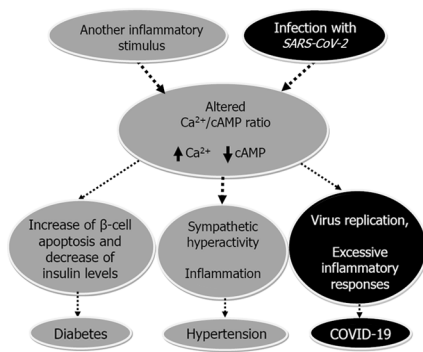 Another inflammatory
stimulus
Infection with
SARS-CoV-2
Altered
Ca²⁺/cAMP ratio
⬆Ca²⁺ ⬇cAMP
Increase of β-cell
apoptosis and
decrease of
insulin levels
Sympathetic
hyperactivity
Inflammation
Virus replication,
Excessive
inflammatory
responses
Diabetes
Hypertension
COVID-19